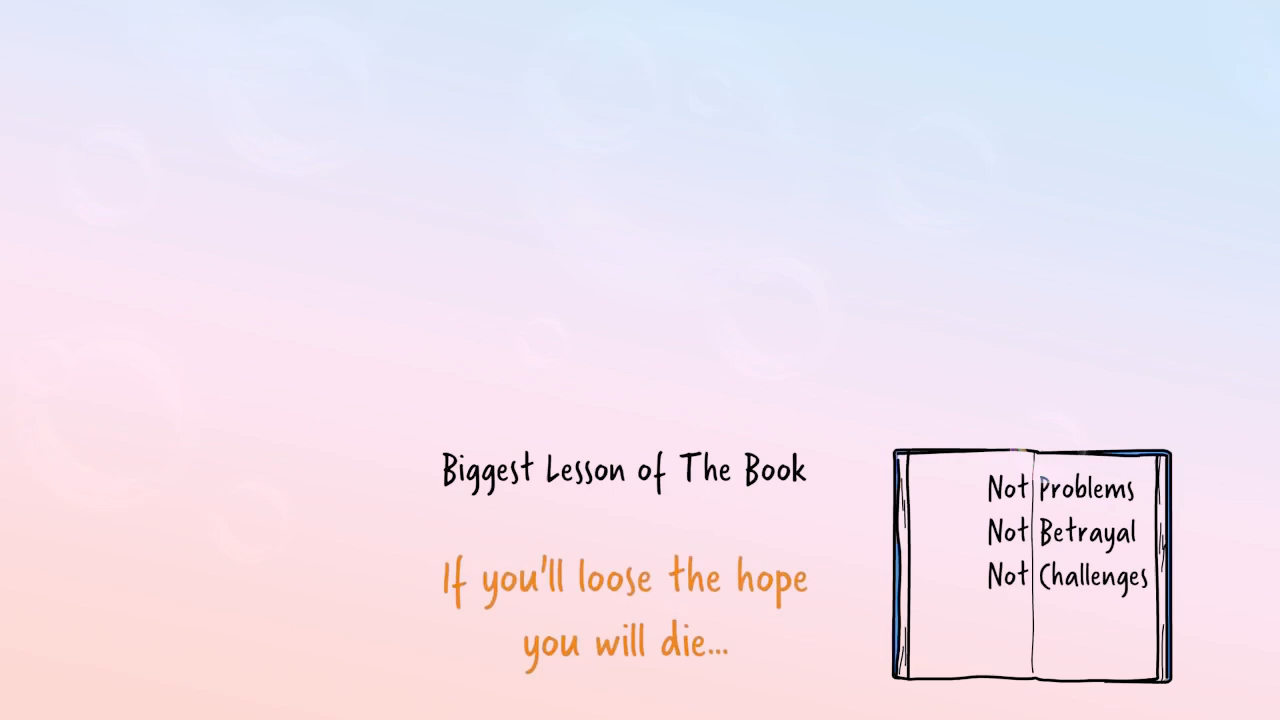 Biggest Lesson of The Book
If you'll loose the hope
you will die...
Not Problems
Not Betrayal
Not Challenges